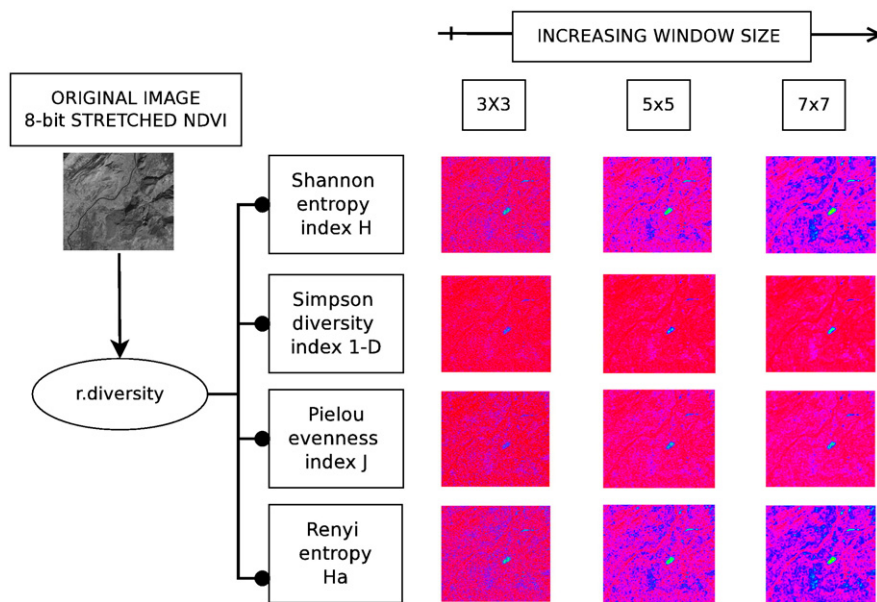 INCREASING WINDOW SIZE
ORIGINAL IMAGE
8-bit STRETCHED NDVI
3X3
5x5
7x7
Shannon
entropy
index H
Simpson
diversity
index 1-D
r.diversity
Pielou
evenness
index J
Renyi
entropy
Ha